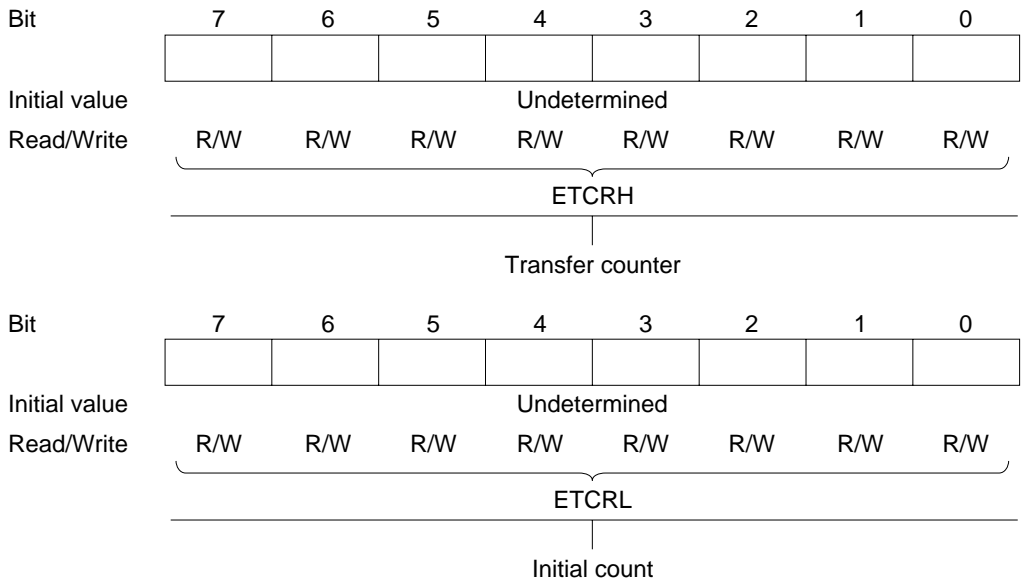 Bit 7 6 5 4 3 2 1 0
Initial value Undetermined
Read/Write R/W R/W R/W R/W R/W R/W R/W R/W
ETCRH
Transfer counter
Bit 7 6 5 4 3 2 1 0
Initial value Undetermined
Read/Write R/W R/W R/W R/W R/W R/W R/W R/W
ETCRL
Initial count